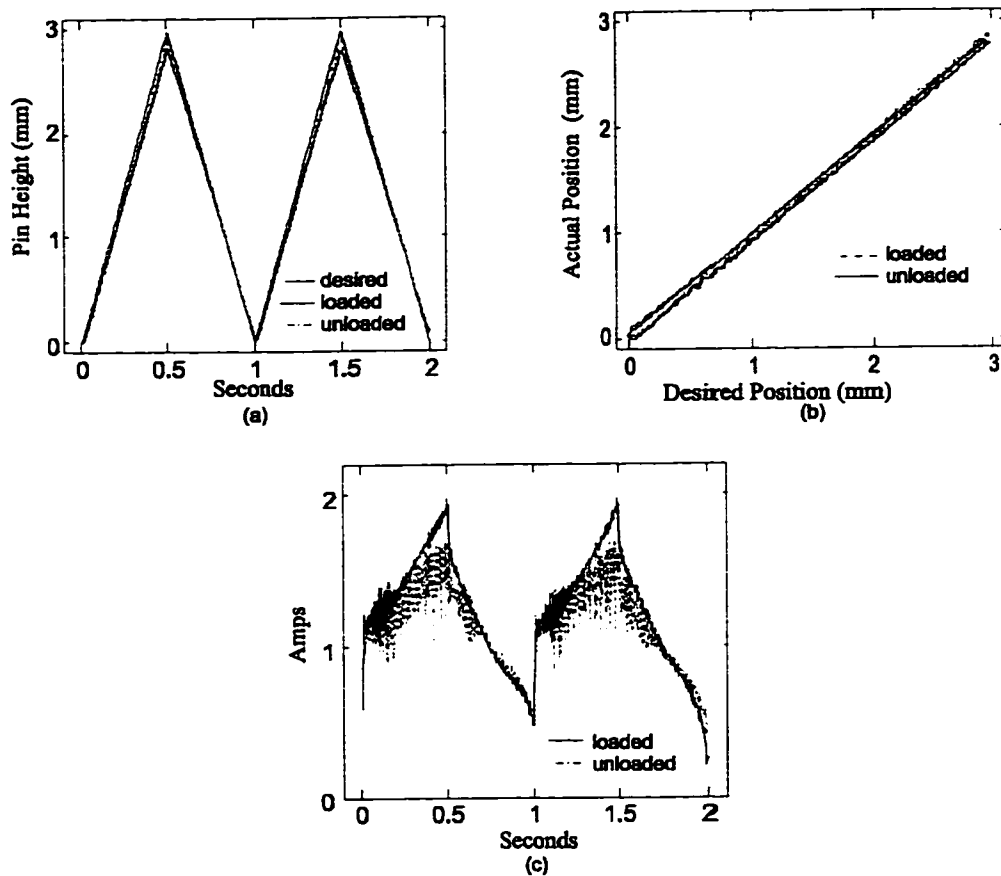 3
2
1
0
Pin Height (mm)
desired
loaded
unloaded
0 0.5 1 1.5 2
Seconds
(a)
3
2
1
0
Actual Position (mm)
loaded
unloaded
0 1 2 3
Desired Position (mm)
(b)
2
1
0
Amps
loaded
unloaded
0 0.5 1 1.5 2
Seconds
(c)